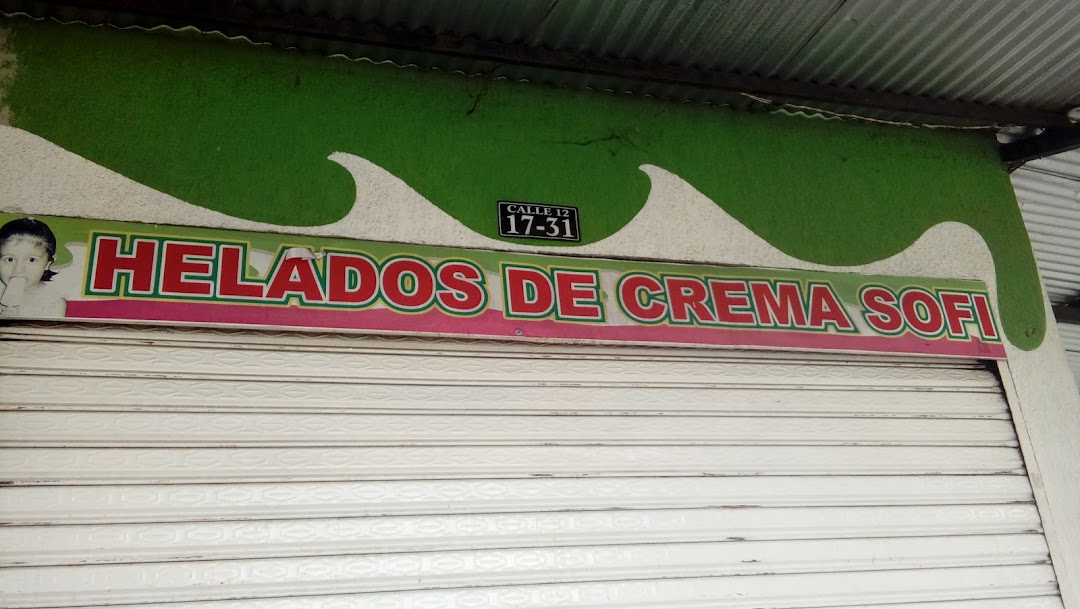 CALLE 12
17-31
HELADOS DE CREMA SOFI